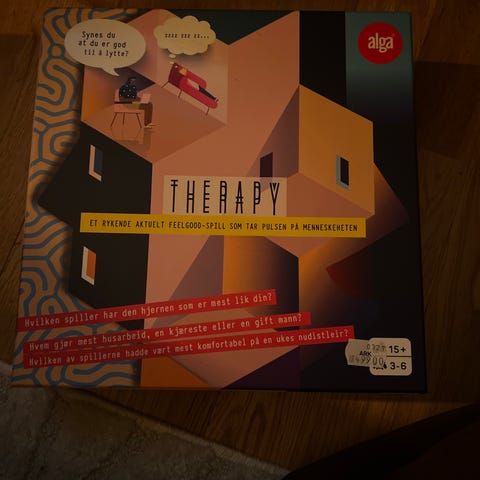 Synes du
at du er god
til å lytte?
zzzz zzz zz...
alga
THERAPY
ET RYKENDE AKTUELT FEELGOOD-SPILL SOM TAR PULSEN PÅ MENNESKEHETEN
Hvilken spiller har den hjernen som er mest lik din?
Hvem gjør mest husarbeid, en kjæreste eller en gift mann?
Hvilken av spillerne hadde vært mest komfortabel på en ukes nudistleir?
ARK
15+
3-6